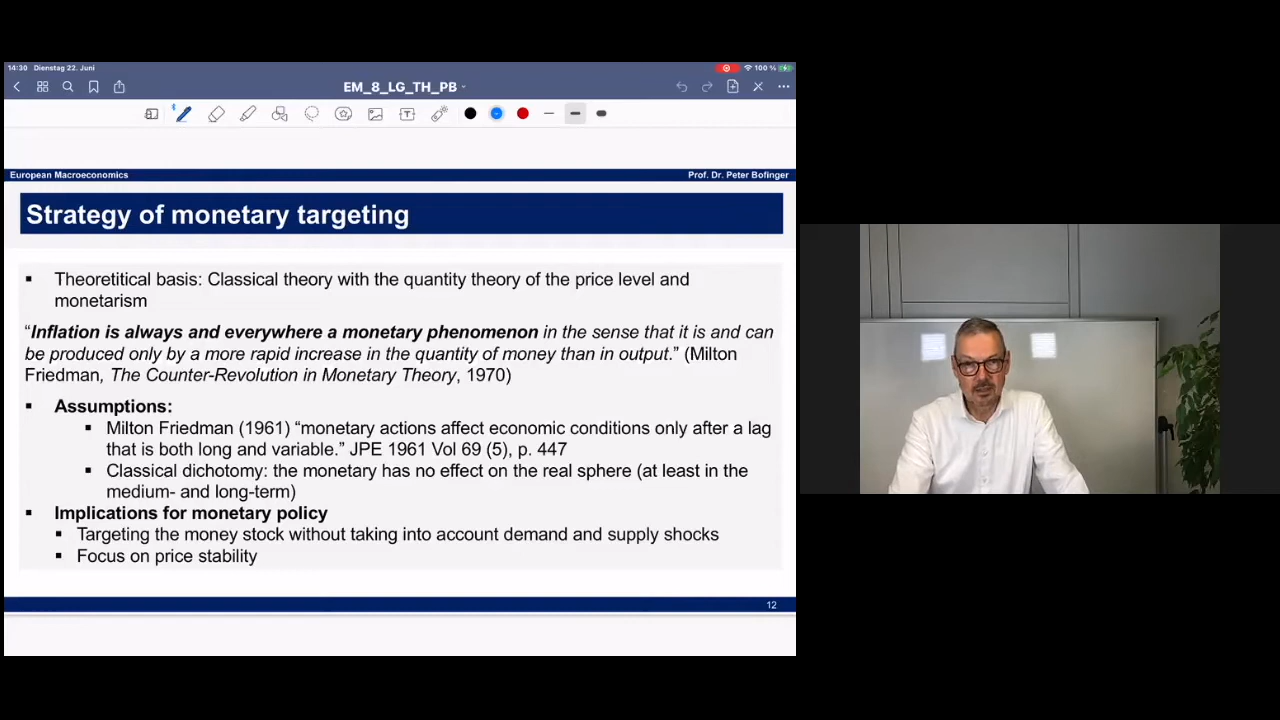 14:30 Dienstag 22. Juni
100 %
EM_8_LG_TH_PB
European Macroeconomics
Prof. Dr. Peter Bofinger
Strategy of monetary targeting
▪ Theoretitical basis: Classical theory with the quantity theory of the price level and
monetarism
“Inflation is always and everywhere a monetary phenomenon in the sense that it is and can
be produced only by a more rapid increase in the quantity of money than in output.” (Milton
Friedman, The Counter-Revolution in Monetary Theory, 1970)
▪ Assumptions:
▪ Milton Friedman (1961) “monetary actions affect economic conditions only after a lag
that is both long and variable.” JPE 1961 Vol 69 (5), p. 447
▪ Classical dichotomy: the monetary has no effect on the real sphere (at least in the
medium- and long-term)
▪ Implications for monetary policy
▪ Targeting the money stock without taking into account demand and supply shocks
▪ Focus on price stability
12